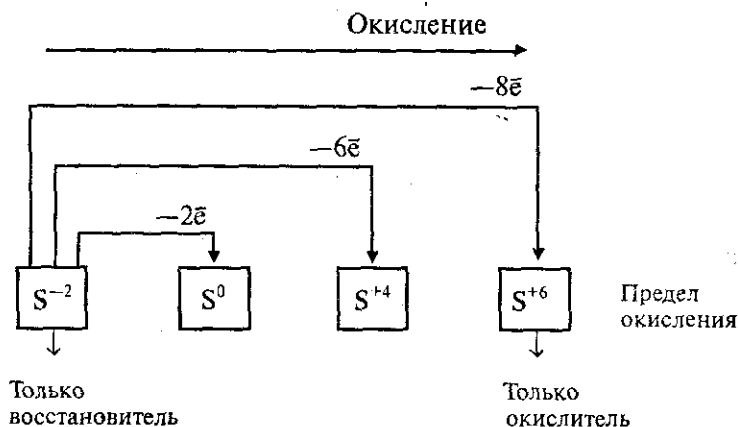 Окисление
—8ē
—6ē
—2ē
S⁻² S⁰ S⁺⁴ S⁺⁶ Предел
окисления
Только
восстановитель
Только
окислитель